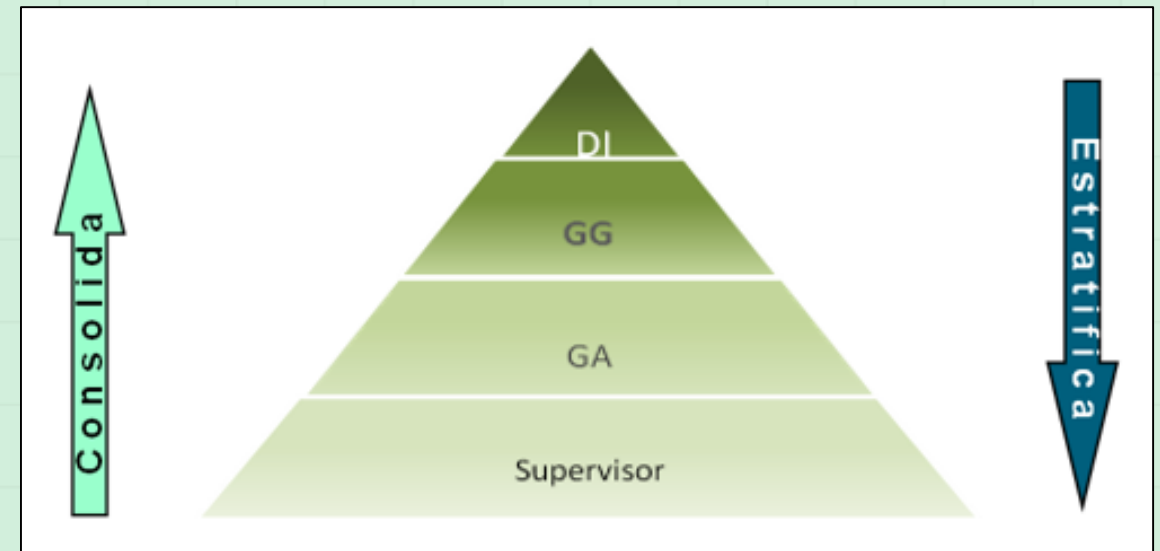 Consolida
DI
GG
GA
Supervisor
Estratifica